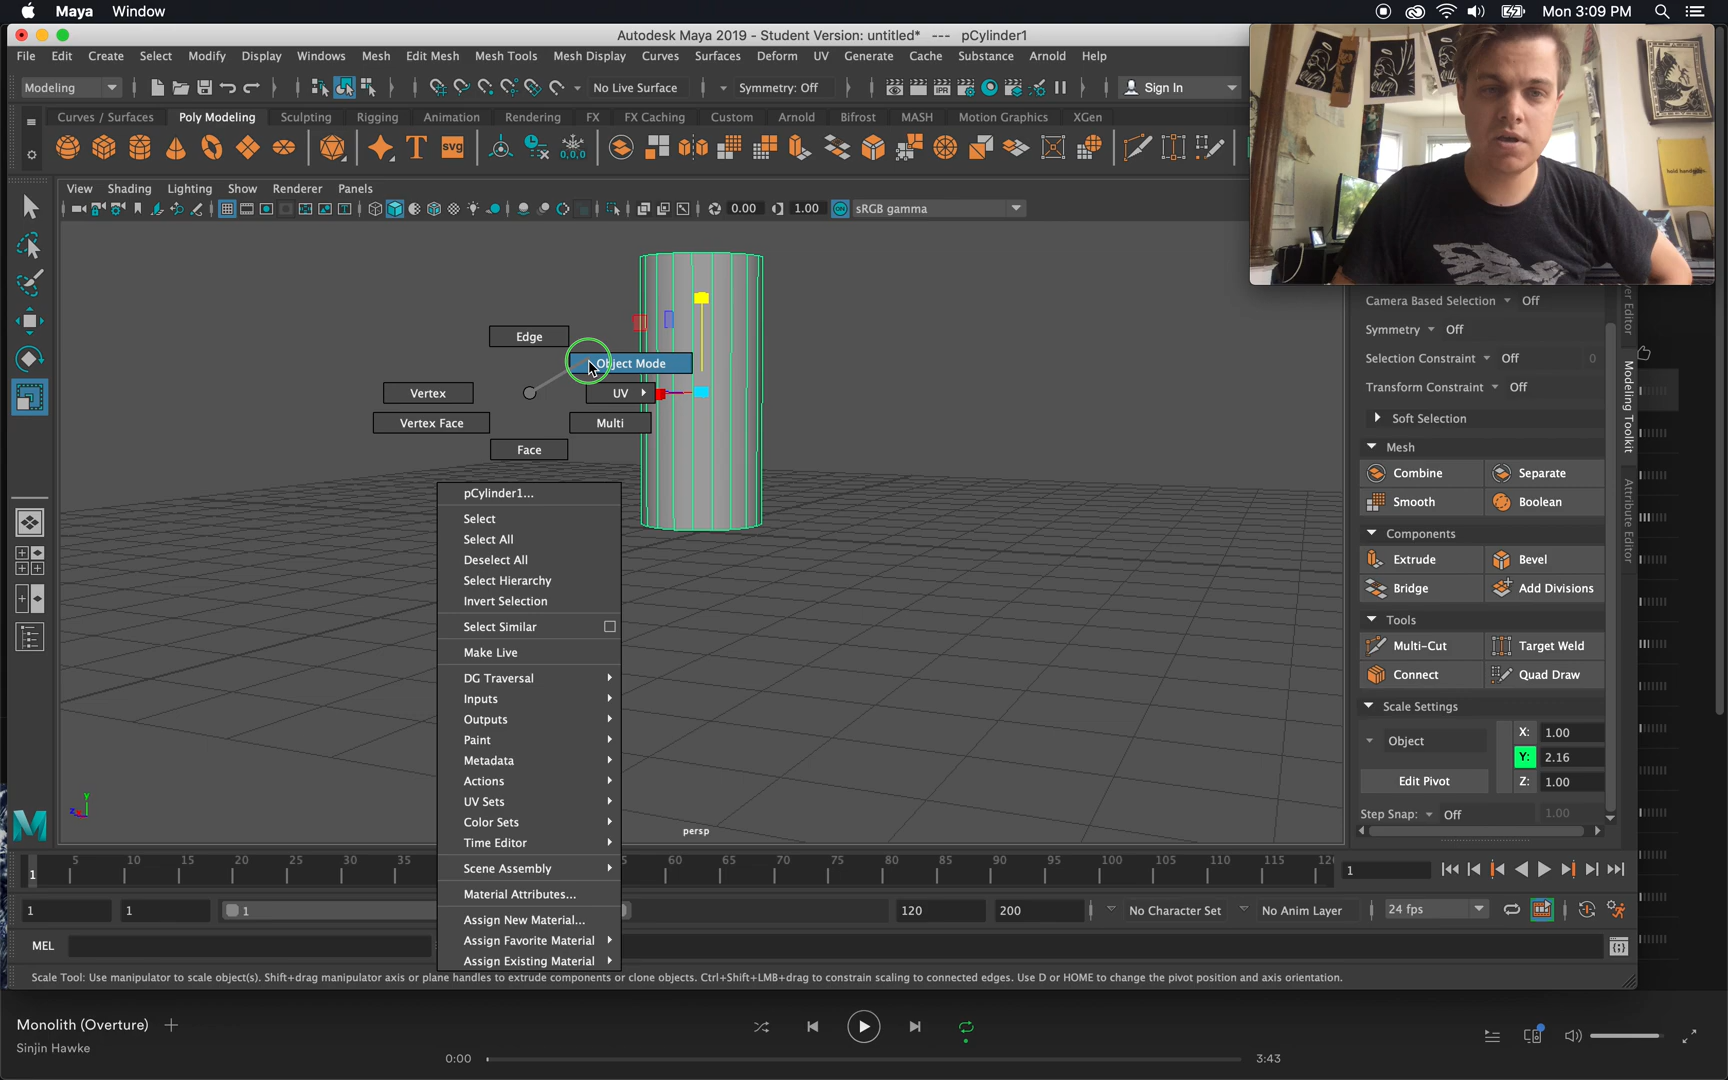 Maya Window
Mon 3:09 PM
Autodesk Maya 2019 - Student Version: untitled* --- pCylinder1
File Edit Create Select Modify Display Windows Mesh Edit Mesh Mesh Tools Mesh Display Curves Surfaces Deform UV Generate Cache Substance Arnold Help
Modeling No Live Surface Symmetry: Off Sign In
Curves / Surfaces Poly Modeling Sculpting Rigging Animation Rendering FX FX Caching Custom Arnold Bifrost MASH Motion Graphics XGen
IPR
T svg 0,0,0
View Shading Lighting Show Renderer Panels
0.00 1.00 ON sRGB gamma
Edge
Object Mode
Vertex UV
Vertex Face Multi
Face
pCylinder1...
Select
Select All
Deselect All
Select Hierarchy
Invert Selection
Select Similar
Make Live
DG Traversal
Inputs
Outputs
Paint
Metadata
Actions
UV Sets
Color Sets
Time Editor
Scene Assembly
Material Attributes...
Assign New Material...
Assign Favorite Material
Assign Existing Material
persp
Camera Based Selection Off
Symmetry Off
Selection Constraint Off 0
Transform Constraint Off
Soft Selection
Mesh
Combine Separate
Smooth Boolean
Components
Extrude Bevel
Bridge Add Divisions
Tools
Multi-Cut Target Weld
Connect Quad Draw
Scale Settings
Object X: 1.00
Y: 2.16
Edit Pivot Z: 1.00
Step Snap: Off 1.00
Modeling Toolkit
Attribute Editor
1 5 10 15 20 25 30 35 60 65 70 75 80 85 90 95 100 105 110 115
1
1 1 1 120 200 No Character Set No Anim Layer 24 fps
MEL
Scale Tool: Use manipulator to scale object(s). Shift+drag manipulator axis or plane handles to extrude components or clone objects. Ctrl+Shift+LMB+drag to constrain scaling to connected edges. Use D or HOME to change the pivot position and axis orientation.
Monolith (Overture)
Sinjin Hawke
0:00 3:43